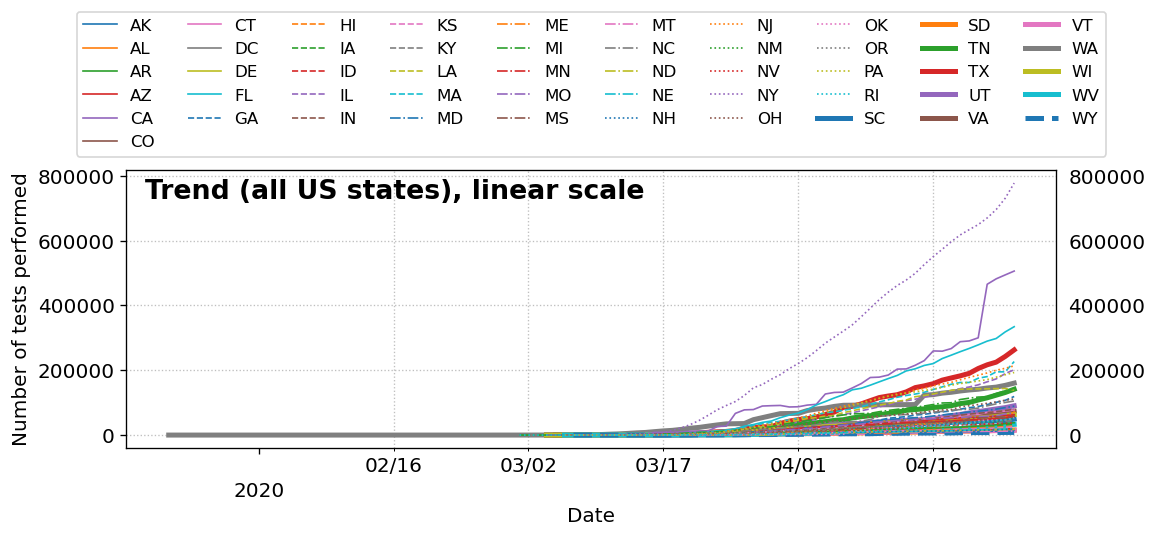 AK CT HI KS ME MT NJ OK SD VT
AL DC IA KY MI NC NM OR TN WA
AR DE ID LA MN ND NV PA TX WI
AZ FL IL MA MO NE NY RI UT WV
CA GA IN MD MS NH OH SC VA WY
CO
Trend (all US states), linear scale
800000 800000
600000 600000
400000 400000
200000 200000
0 0
Number of tests performed
02/16 03/02 03/17 04/01 04/16
2020
Date